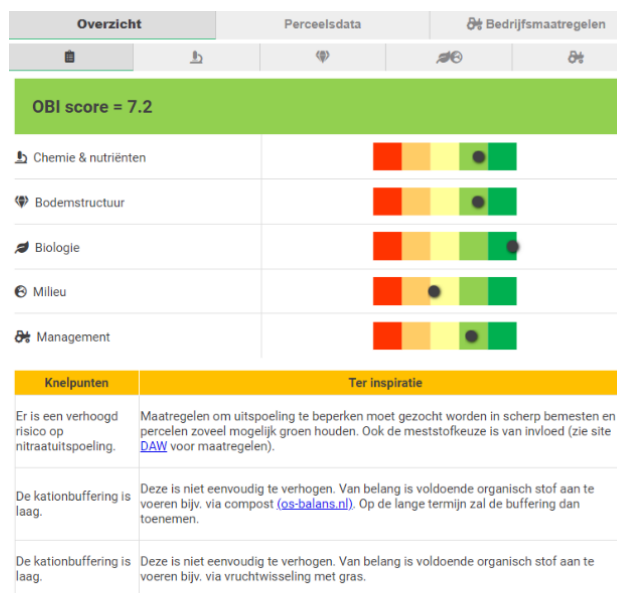 Overzicht
Perceelsdata
Bedrijfsmaatregelen
OBI score = 7.2
Chemie & nutriënten
Bodemstructuur
Biologie
Milieu
Management
Knelpunten
Ter inspiratie
Er is een verhoogd
risico op
nitraatuitspoeling.
Maatregelen om uitspoeling te beperken moet gezocht worden in scherp bemesten en
percelen zoveel mogelijk groen houden. Ook de meststofkeuze is van invloed (zie site
DAW voor maatregelen).
De kationbuffering is
laag.
Deze is niet eenvoudig te verhogen. Van belang is voldoende organisch stof aan te
voeren bijv. via compost (os-balans.nl). Op de lange termijn zal de buffering dan
toenemen.
De kationbuffering is
laag.
Deze is niet eenvoudig te verhogen. Van belang is voldoende organisch stof aan te
voeren bijv. via vruchtwisseling met gras.